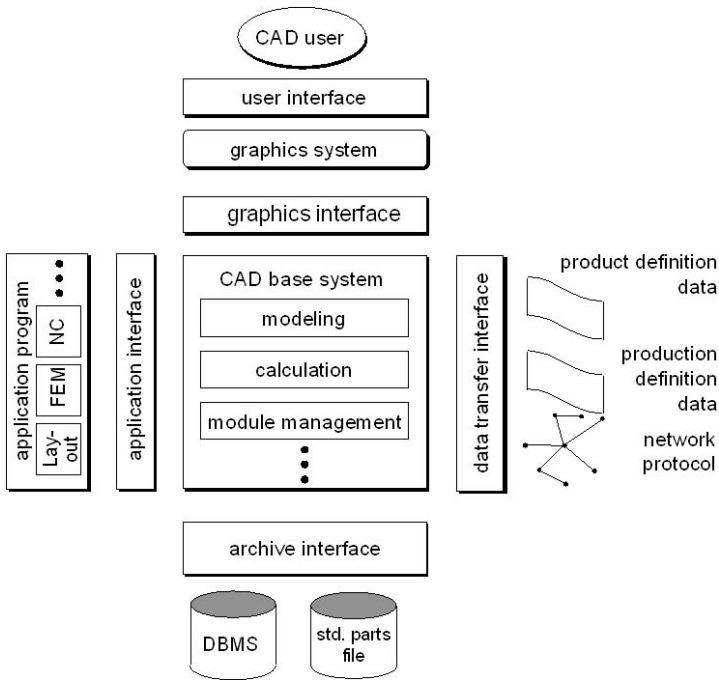 CAD user
user interface
graphics system
graphics interface
application program
NC
FEM
Lay-
out
application interface
CAD base system
modeling
calculation
module management
data transfer interface
product definition
data
production
definition
data
network
protocol
archive interface
DBMS
std. parts
file